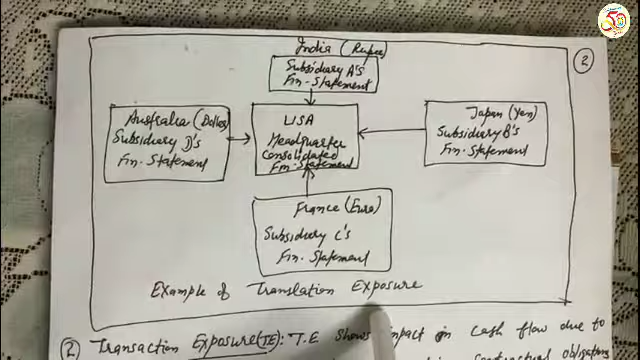 India (Rupee)
Subsidiary A's
Fin. Statement
2
Australia (Dollar)
Subsidiary D's
Fin. Statement
USA
Headquarter
Consolidated
Fin. Statement
Japan (Yen)
Subsidiary B's
Fin. Statement
France (Euro)
Subsidiary C's
Fin. Statement
Example of Translation Exposure
2 Transaction Exposure (TE): T.E shows impact in cash flow due to
contractual obligations